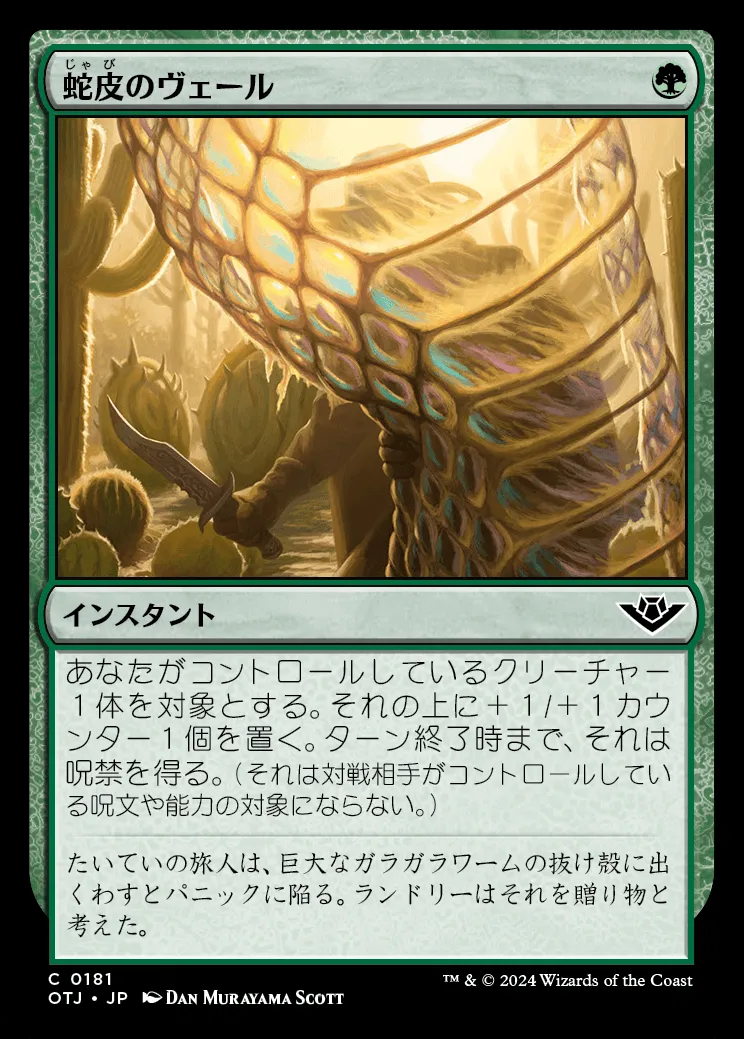 じゃび
蛇皮のヴェール
インスタント
あなたがコントロールしているクリーチャー
１体を対象とする。それの上に＋１/＋１カウ
ンター１個を置く。ターン終了時まで、それは
呪禁を得る。（それは対戦相手がコントロールしてい
る呪文や能力の対象にならない。）
たいていの旅人は、巨大なガラガラワームの抜け殻に出
くわすとパニックに陥る。ランドリーはそれを贈り物と
考えた。
C 0181
OTJ • JP Dan Murayama Scott
™ & © 2024 Wizards of the Coast